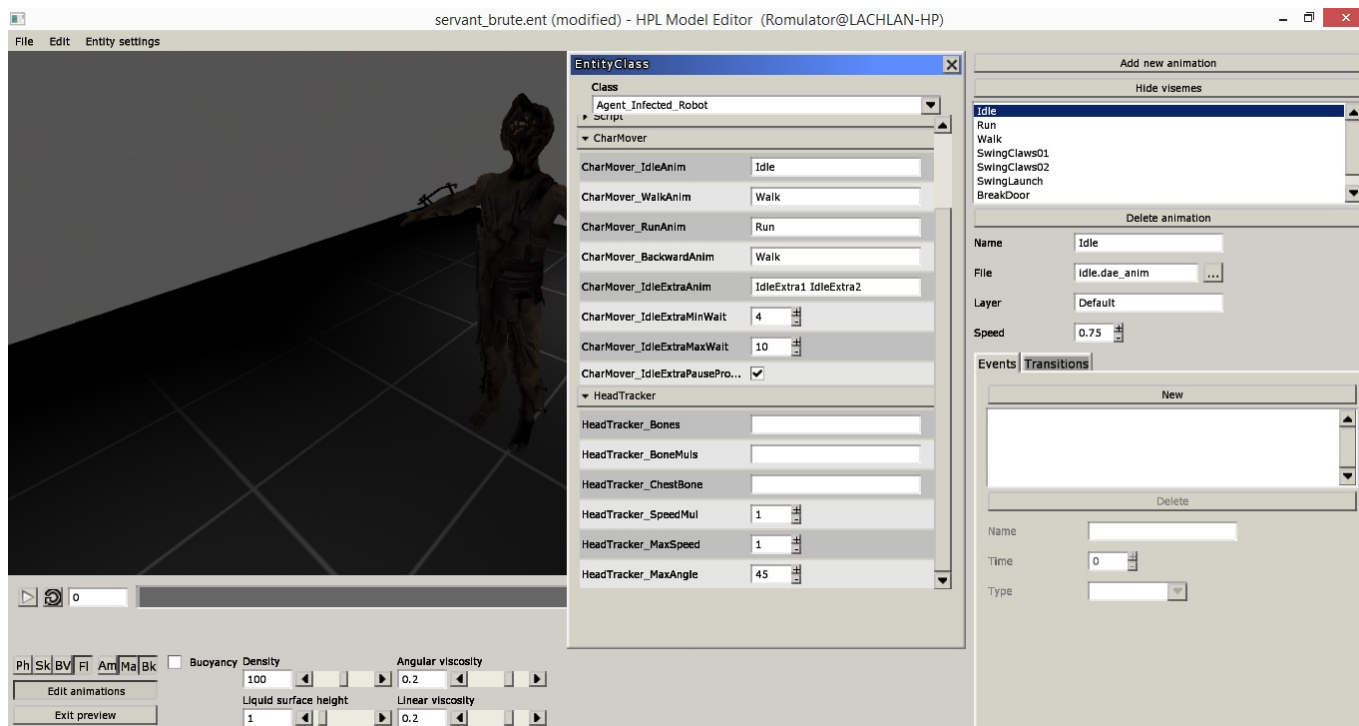 servant_brute.ent (modified) - HPL Model Editor (Romulator@LACHLAN-HP)
File Edit Entity settings
EntityClass
Class
Agent_Infected_Robot
Script
CharMover
CharMover_IdleAnim Idle
CharMover_WalkAnim Walk
CharMover_RunAnim Run
CharMover_BackwardAnim Walk
CharMover_IdleExtraAnim IdleExtra1 IdleExtra2
CharMover_IdleExtraMinWait 4
CharMover_IdleExtraMaxWait 10
CharMover_IdleExtraPausePro...
HeadTracker
HeadTracker_Bones
HeadTracker_BoneMuls
HeadTracker_ChestBone
HeadTracker_SpeedMul 1
HeadTracker_MaxSpeed 1
HeadTracker_MaxAngle 45
Add new animation
Hide visemes
Idle
Run
Walk
SwingClaws01
SwingClaws02
SwingLaunch
BreakDoor
Delete animation
Name Idle
File idle.dae_anim ...
Layer Default
Speed 0.75
Events Transitions
New
Delete
Name
Time 0
Type
0
Ph Sk BV Fl Am Ma Bk
Edit animations
Exit preview
Buoyancy Density Angular viscosity
100 0.2
Liquid surface height Linear viscosity
1 0.2